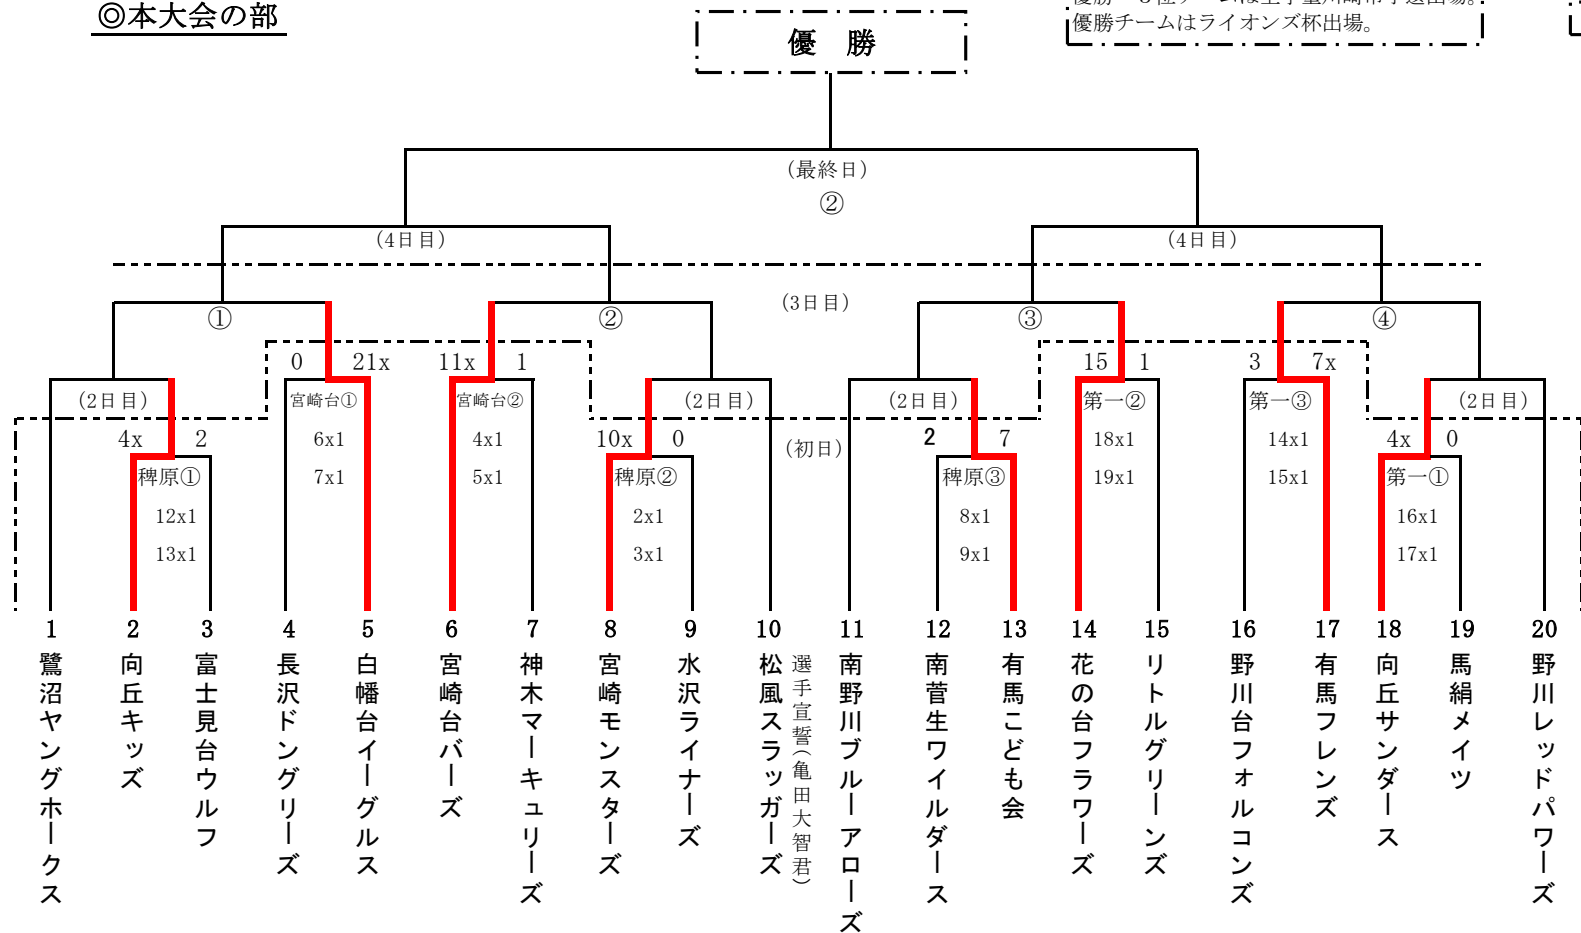 ◎本大会の部
優勝チームはライオンズ杯出場。
優 勝
(最終日)
②
(4日目)
(4日目)
(3日目)
①
②
③
④
0 21x
11x 1
15 1
3 7x
(2日目)
宮崎台①
宮崎台②
(2日目)
(2日目)
第一②
第一③
(2日目)
4x 2
6x1
4x1
10x 0
(初日)
2 7
18x1
14x1
4x 0
稗原①
7x1
5x1
稗原②
稗原③
19x1
15x1
第一①
12x1
2x1
8x1
16x1
13x1
3x1
9x1
17x1
1 2 3 4 5 6 7 8 9 10 11 12 13 14 15 16 17 18 19 20
鷺沼ヤングホークス
向丘キッズ
富士見台ウルフ
長沢ドングリーズ
白幡台イーグルス
宮崎台バーズ
神木マーキュリーズ
宮崎モンスターズ
水沢ライナーズ
松風スラッガーズ
選手宣誓(亀田大智君)
南野川ブルーアローズ
南菅生ワイルダース
有馬こども会
花の台フラワーズ
リトルグリーンズ
野川台フォルコンズ
有馬フレンズ
向丘サンダース
馬絹メイツ
野川レッドパワーズ